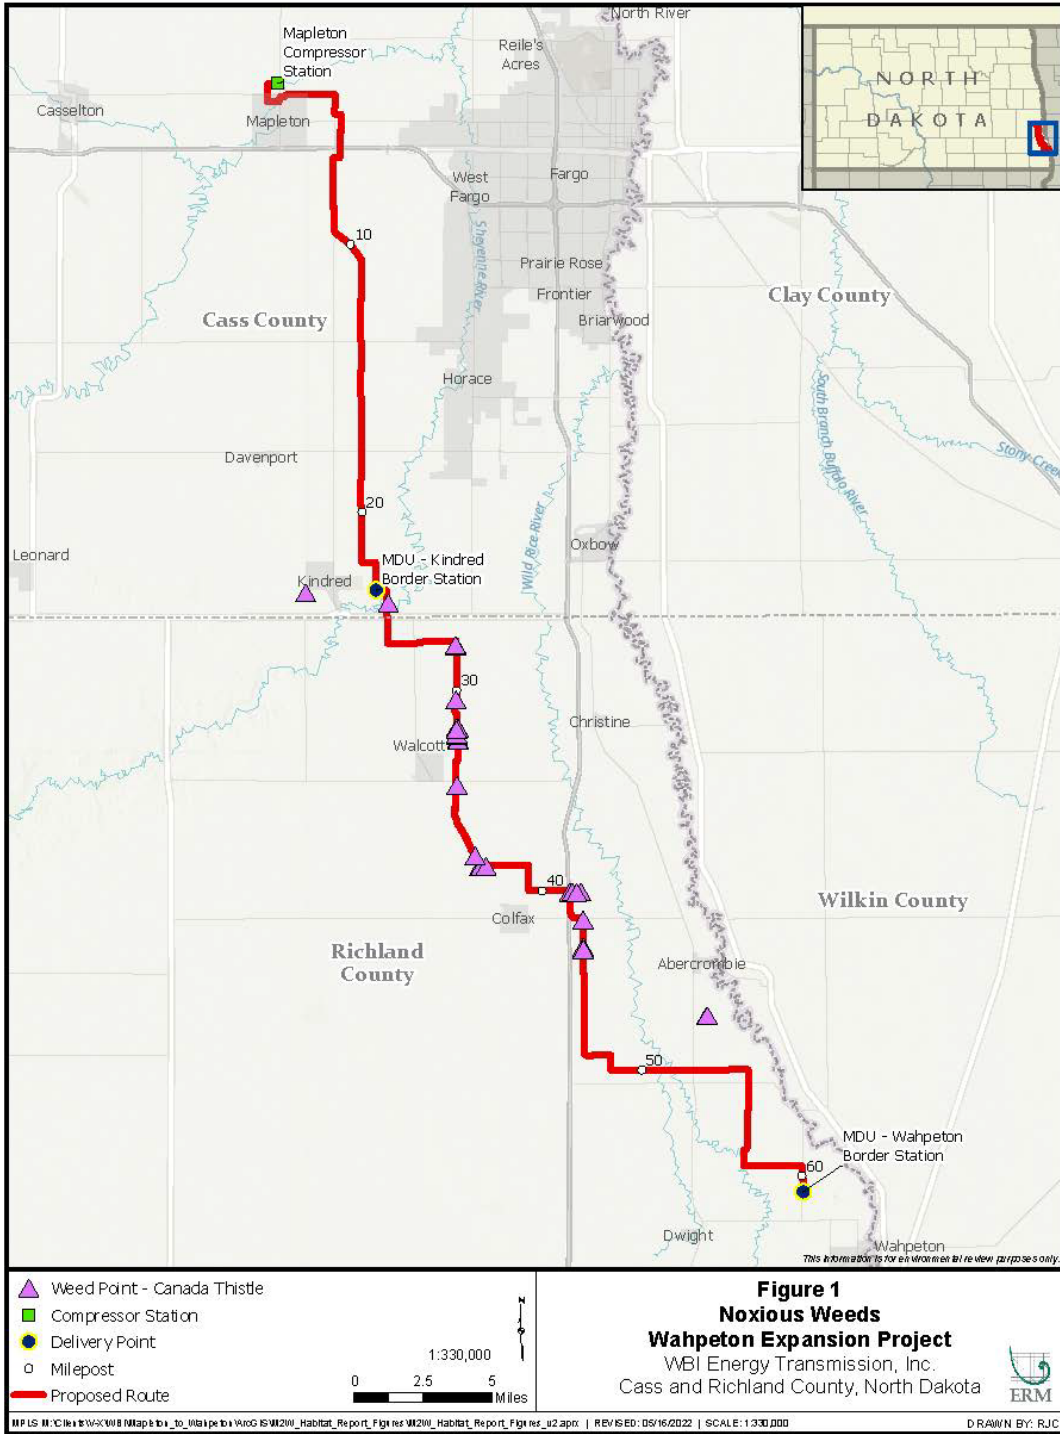 North River
Mapleton
Compressor
Station
Reile's
Acres
NORTH
DAKOTA
Casselton
Mapleton
West
Fargo
Fargo
Sheyenne River
10
Prairie Rose
Frontier
Briarwood
Clay County
Cass County
Horace
South Branch Buffalo River
Davenport
Stony Creek
20
Wild Rice River
Oxbow
Leonard
MDU - Kindred
Border Station
Kindred
30
Christine
Walcott
40
Colfax
Wilkin County
Richland
County
Abercrombie
50
MDU - Wahpeton
Border Station
60
Dwight
Wahpeton
This information is for environmental review purposes only.
Weed Point - Canada Thistle
Compressor Station
Delivery Point
Milepost
Proposed Route
N
1:330,000
0 2.5 5
Miles
Figure 1
Noxious Weeds
Wahpeton Expansion Project
WBI Energy Transmission, Inc.
Cass and Richland County, North Dakota
ERM
REVISED: 05/16/2022 | SCALE: 1:330,000
DRAWN BY: RJC